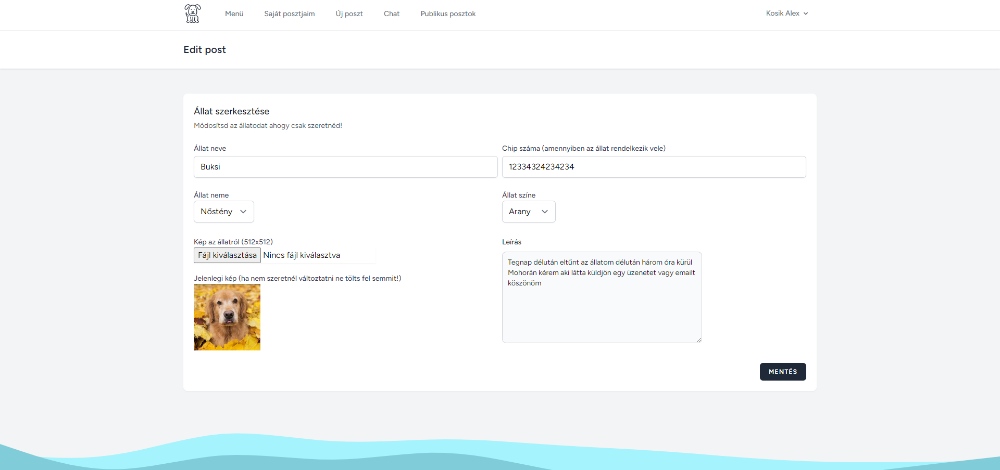 Menü Saját posztjaim Új poszt Chat Publikus posztok Kosik Alex
Edit post
Állat szerkesztése
Módosítsd az állatodat ahogy csak szeretnéd!
Állat neve
Buksi
Chip száma (amennyiben az állat rendelkezik vele)
12334324234234
Állat neme
Nőstény
Állat színe
Arany
Kép az állatról (512x512)
Fájl kiválasztása Nincs fájl kiválasztva
Jelenlegi kép (ha nem szeretnél változtatni ne tölts fel semmit!)
Leírás
Tegnap délután eltűnt az állatom délután három óra kürül
Mohorán kérem aki látta küldjön egy üzenetet vagy emailt
köszönöm
MENTÉS